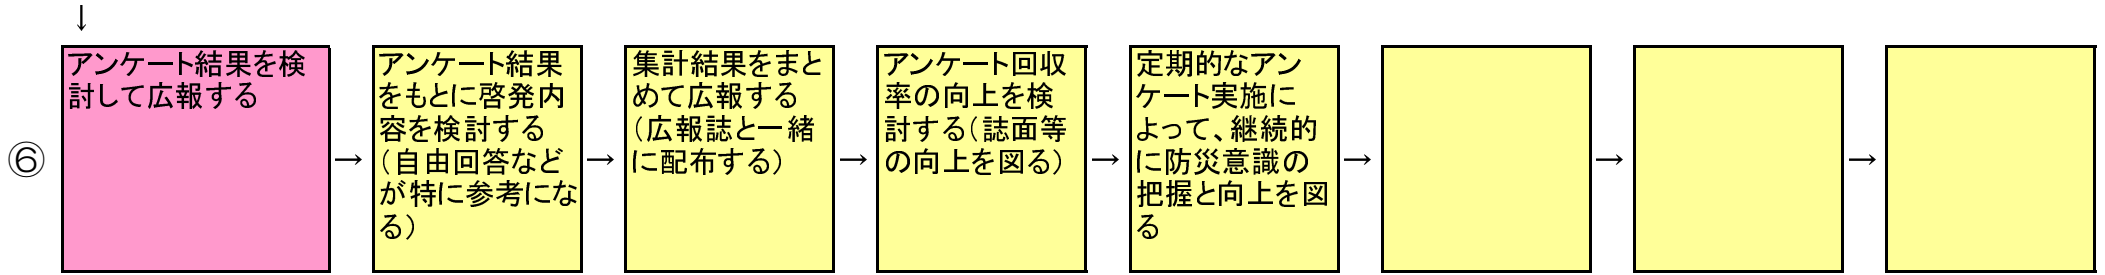 ↓
⑥
アンケート結果を検
討して広報する
→
アンケート結果
をもとに啓発内
容を検討する
（自由回答など
が特に参考にな
る）
→
集計結果をまと
めて広報する
（広報誌と一緒
に配布する）
→
アンケート回収
率の向上を検
討する（誌面等
の向上を図る）
→
定期的なアン
ケート実施に
よって、継続的
に防災意識の
把握と向上を図
る
→
→
→